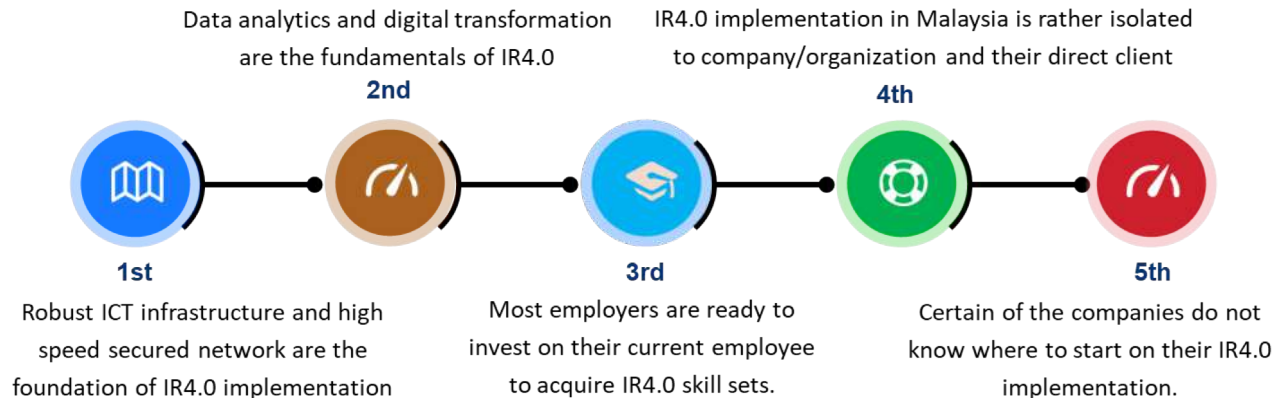 Data analytics and digital transformation
are the fundamentals of IR4.0
2nd
IR4.0 implementation in Malaysia is rather isolated
to company/organization and their direct client
4th
1st
Robust ICT infrastructure and high
speed secured network are the
foundation of IR4.0 implementation
3rd
Most employers are ready to
invest on their current employee
to acquire IR4.0 skill sets.
5th
Certain of the companies do not
know where to start on their IR4.0
implementation.